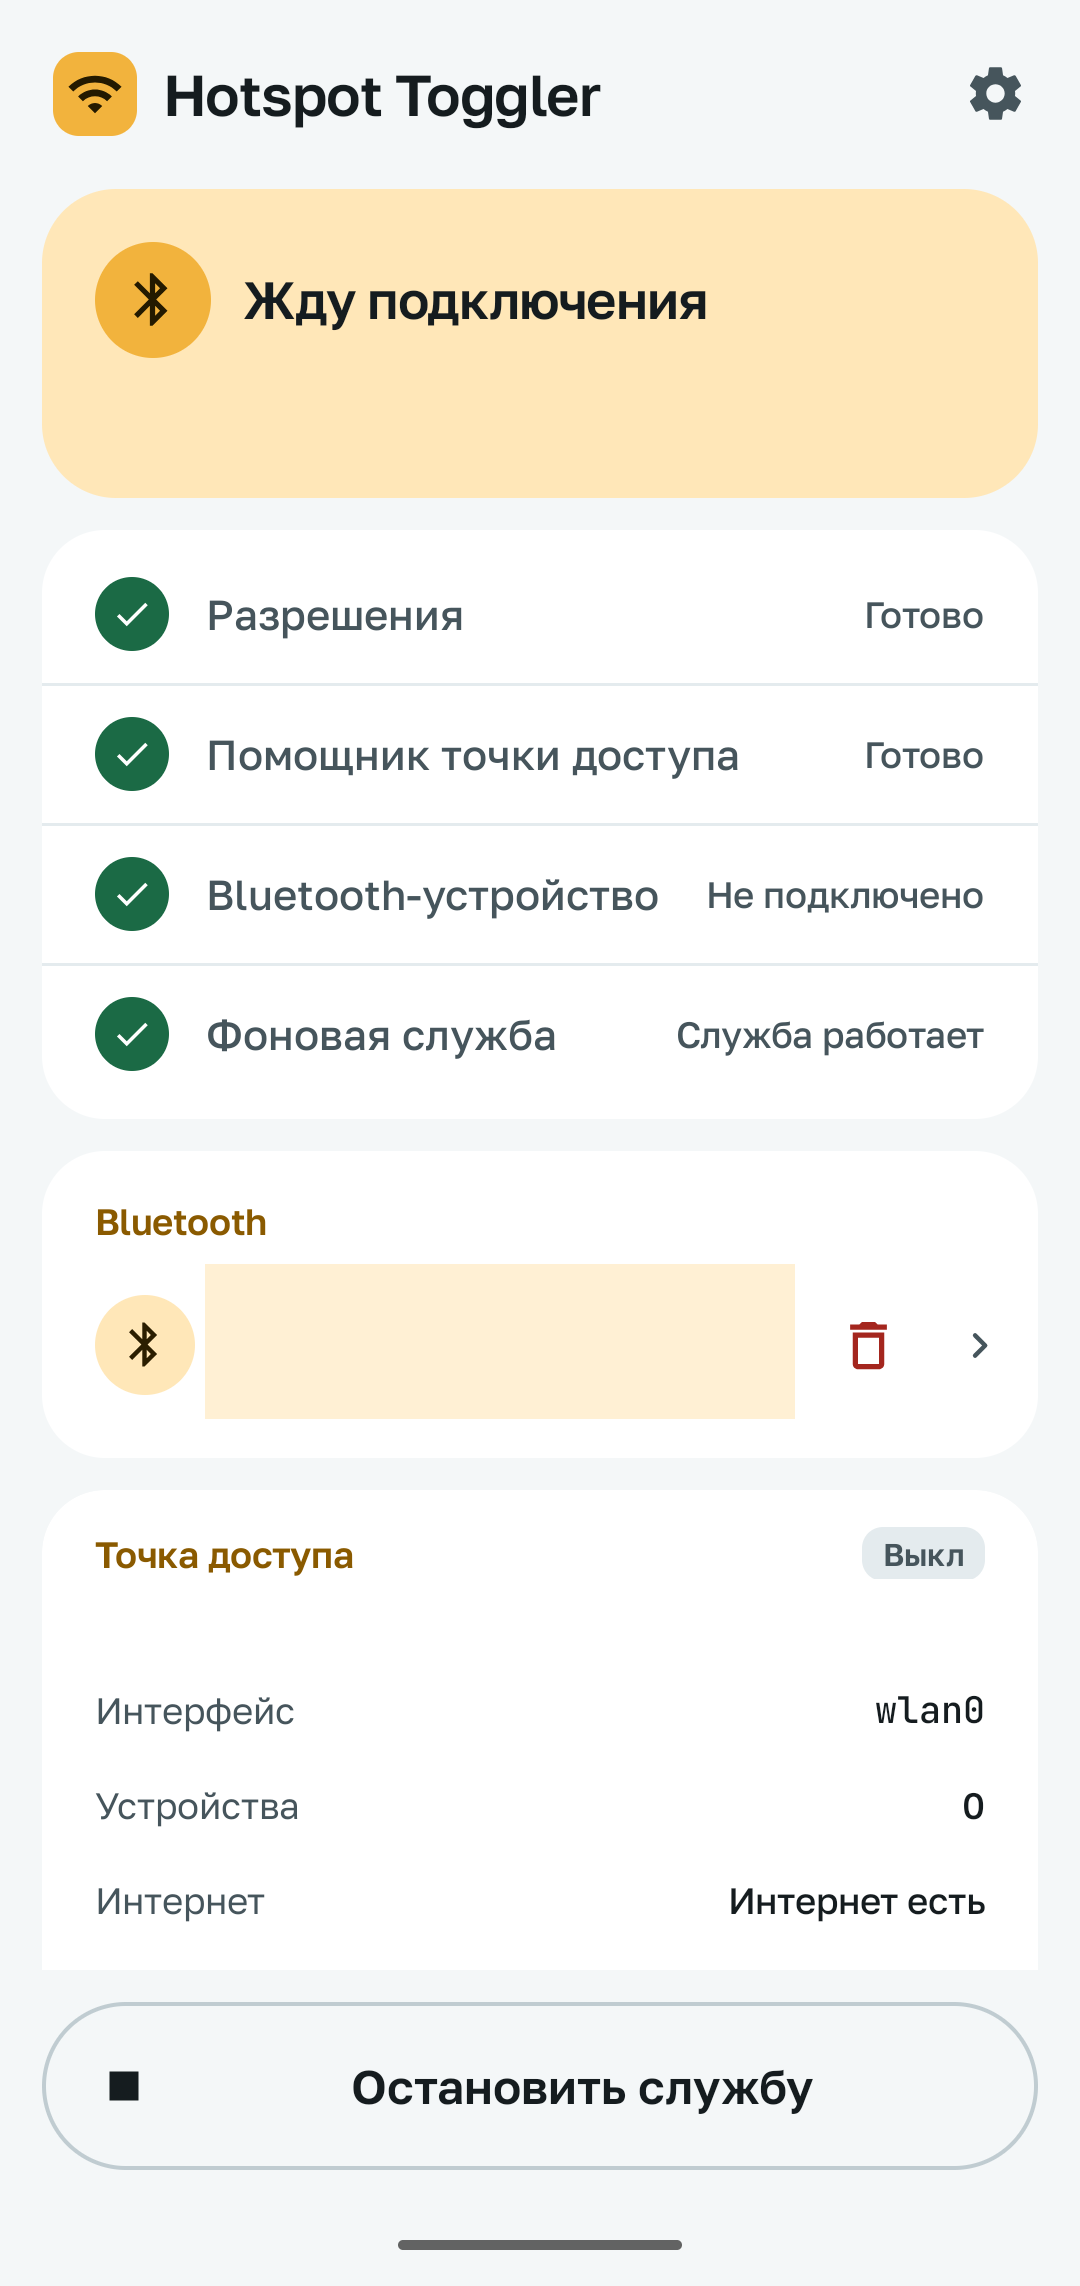 Hotspot Toggler
Жду подключения
Разрешения Готово
Помощник точки доступа Готово
Bluetooth-устройство Не подключено
Фоновая служба Служба работает
Bluetooth
Точка доступа Выкл
Интерфейс wlan0
Устройства 0
Интернет Интернет есть
Остановить службу